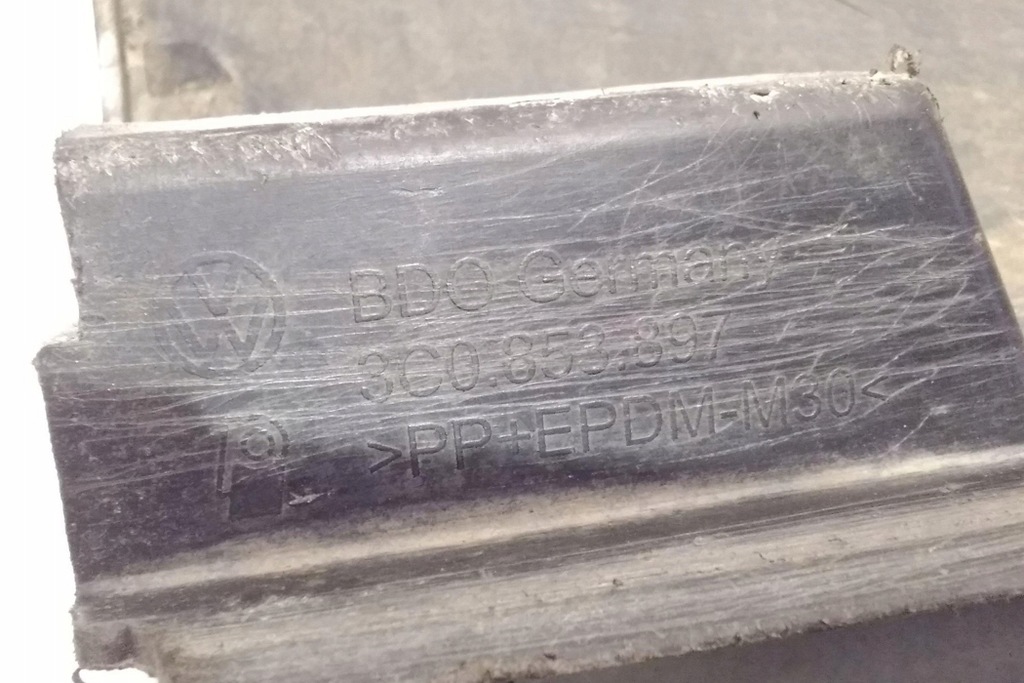 BDO Germany
3C0.853.897
>PP+EPDM-M30<